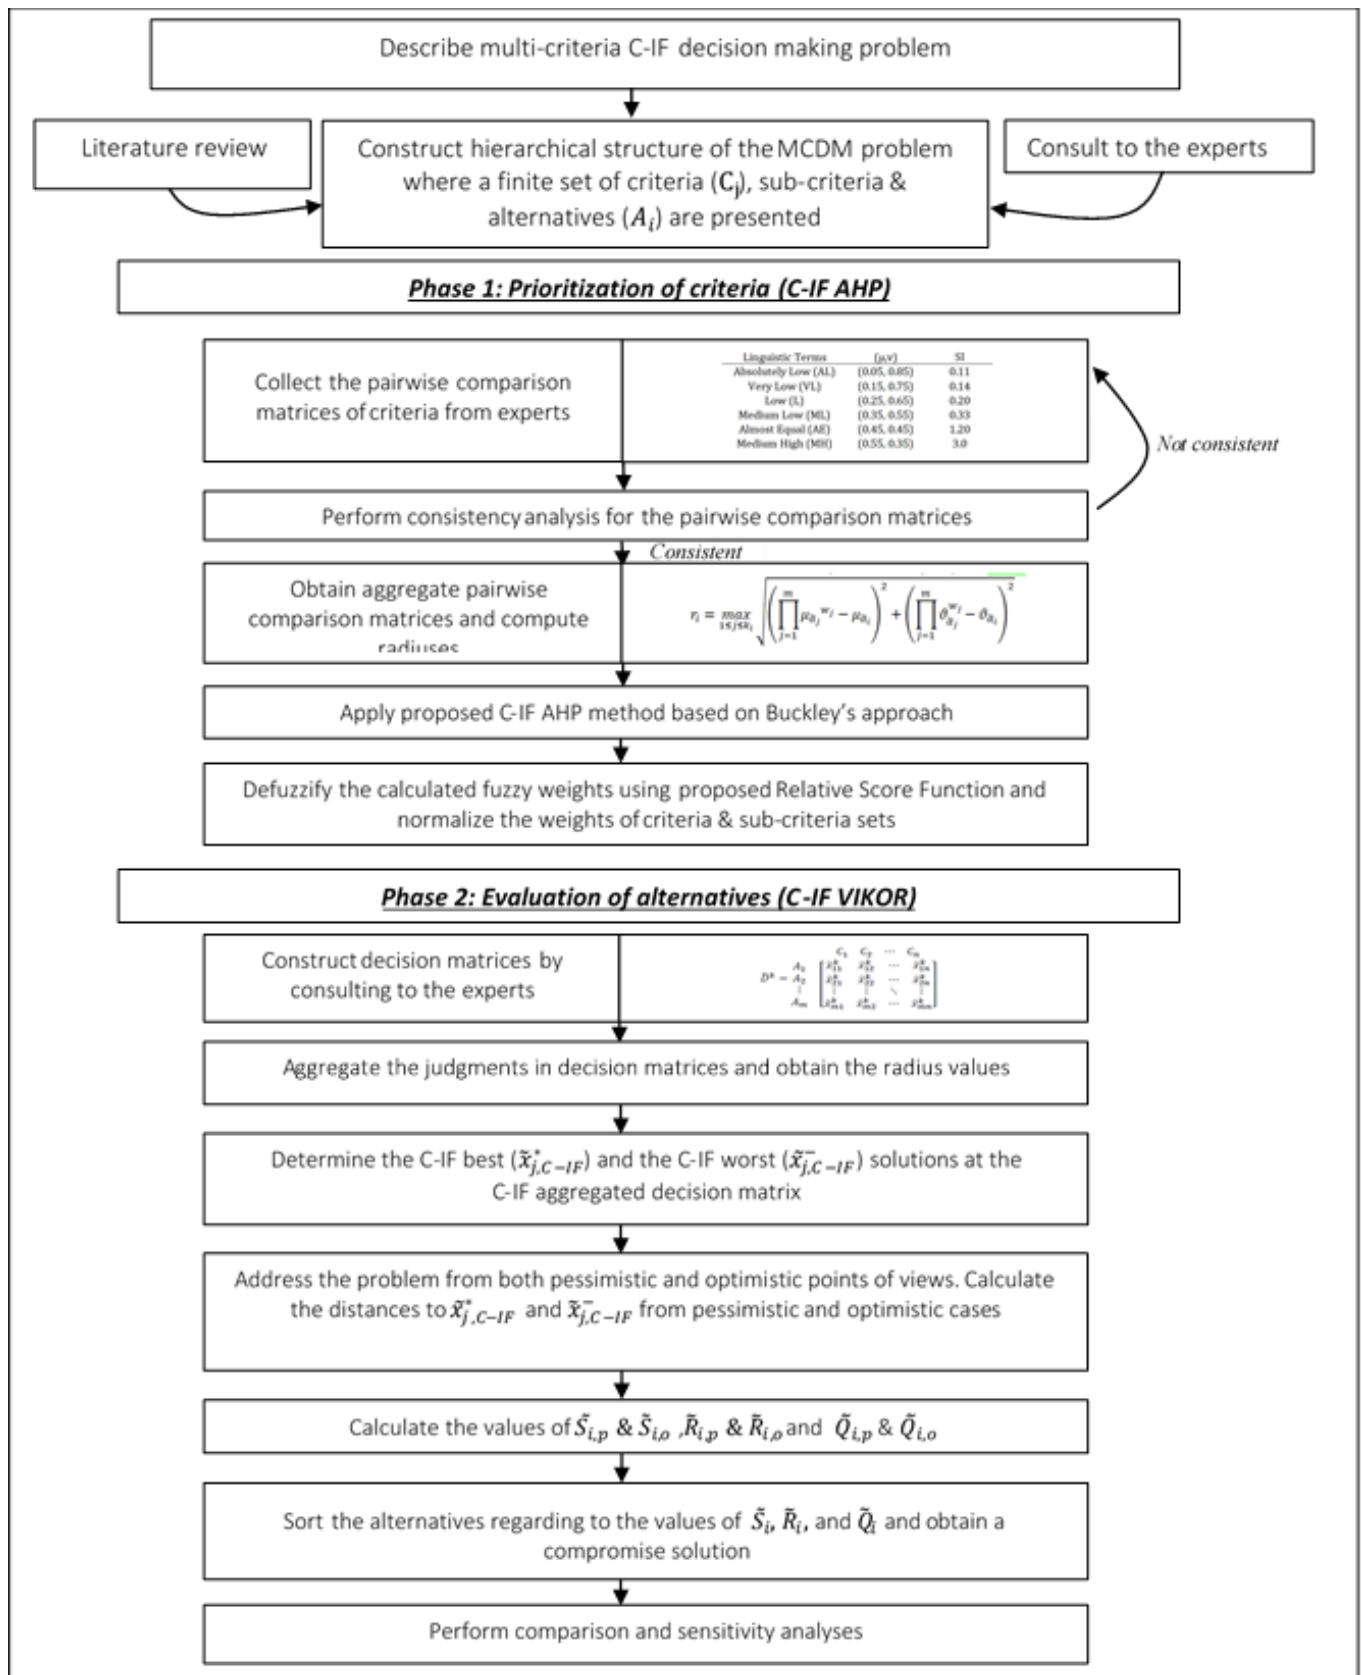 Describe multi-criteria C-IF decision making problem
Literature review
Construct hierarchical structure of the MCDM problem
where a finite set of criteria (Cj), sub-criteria &
alternatives (Ai) are presented
Consult to the experts
Phase 1: Prioritization of criteria (C-IF AHP)
Collect the pairwise comparison
matrices of criteria from experts
Linguistic Terms (μ,ν) SI
Absolutely Low (AL) (0.05, 0.85) 0.11
Very Low (VL) (0.15, 0.75) 0.14
Low (L) (0.25, 0.65) 0.20
Medium Low (ML) (0.35, 0.55) 0.33
Almost Equal (AE) (0.45, 0.45) 1.20
Medium High (MH) (0.55, 0.35) 3.0
Not consistent
Perform consistency analysis for the pairwise comparison matrices
Consistent
Obtain aggregate pairwise
comparison matrices and compute
radiuses
Apply proposed C-IF AHP method based on Buckley’s approach
Defuzzify the calculated fuzzy weights using proposed Relative Score Function and
normalize the weights of criteria & sub-criteria sets
Phase 2: Evaluation of alternatives (C-IF VIKOR)
Construct decision matrices by
consulting to the experts
C₁ C₂ ⋯ Cₙ
Aggregate the judgments in decision matrices and obtain the radius values
Determine the C-IF best (x̃*j,C−IF) and the C-IF worst (x̃−j,C−IF) solutions at the
C-IF aggregated decision matrix
Address the problem from both pessimistic and optimistic points of views. Calculate
the distances to x̃*j,C−IF and x̃−j,C−IF from pessimistic and optimistic cases
Calculate the values of S̃i,p & S̃i,o ,R̃i,p & R̃i,o and Q̃i,p & Q̃i,o
Sort the alternatives regarding to the values of S̃i, R̃i, and Q̃i and obtain a
compromise solution
Perform comparison and sensitivity analyses